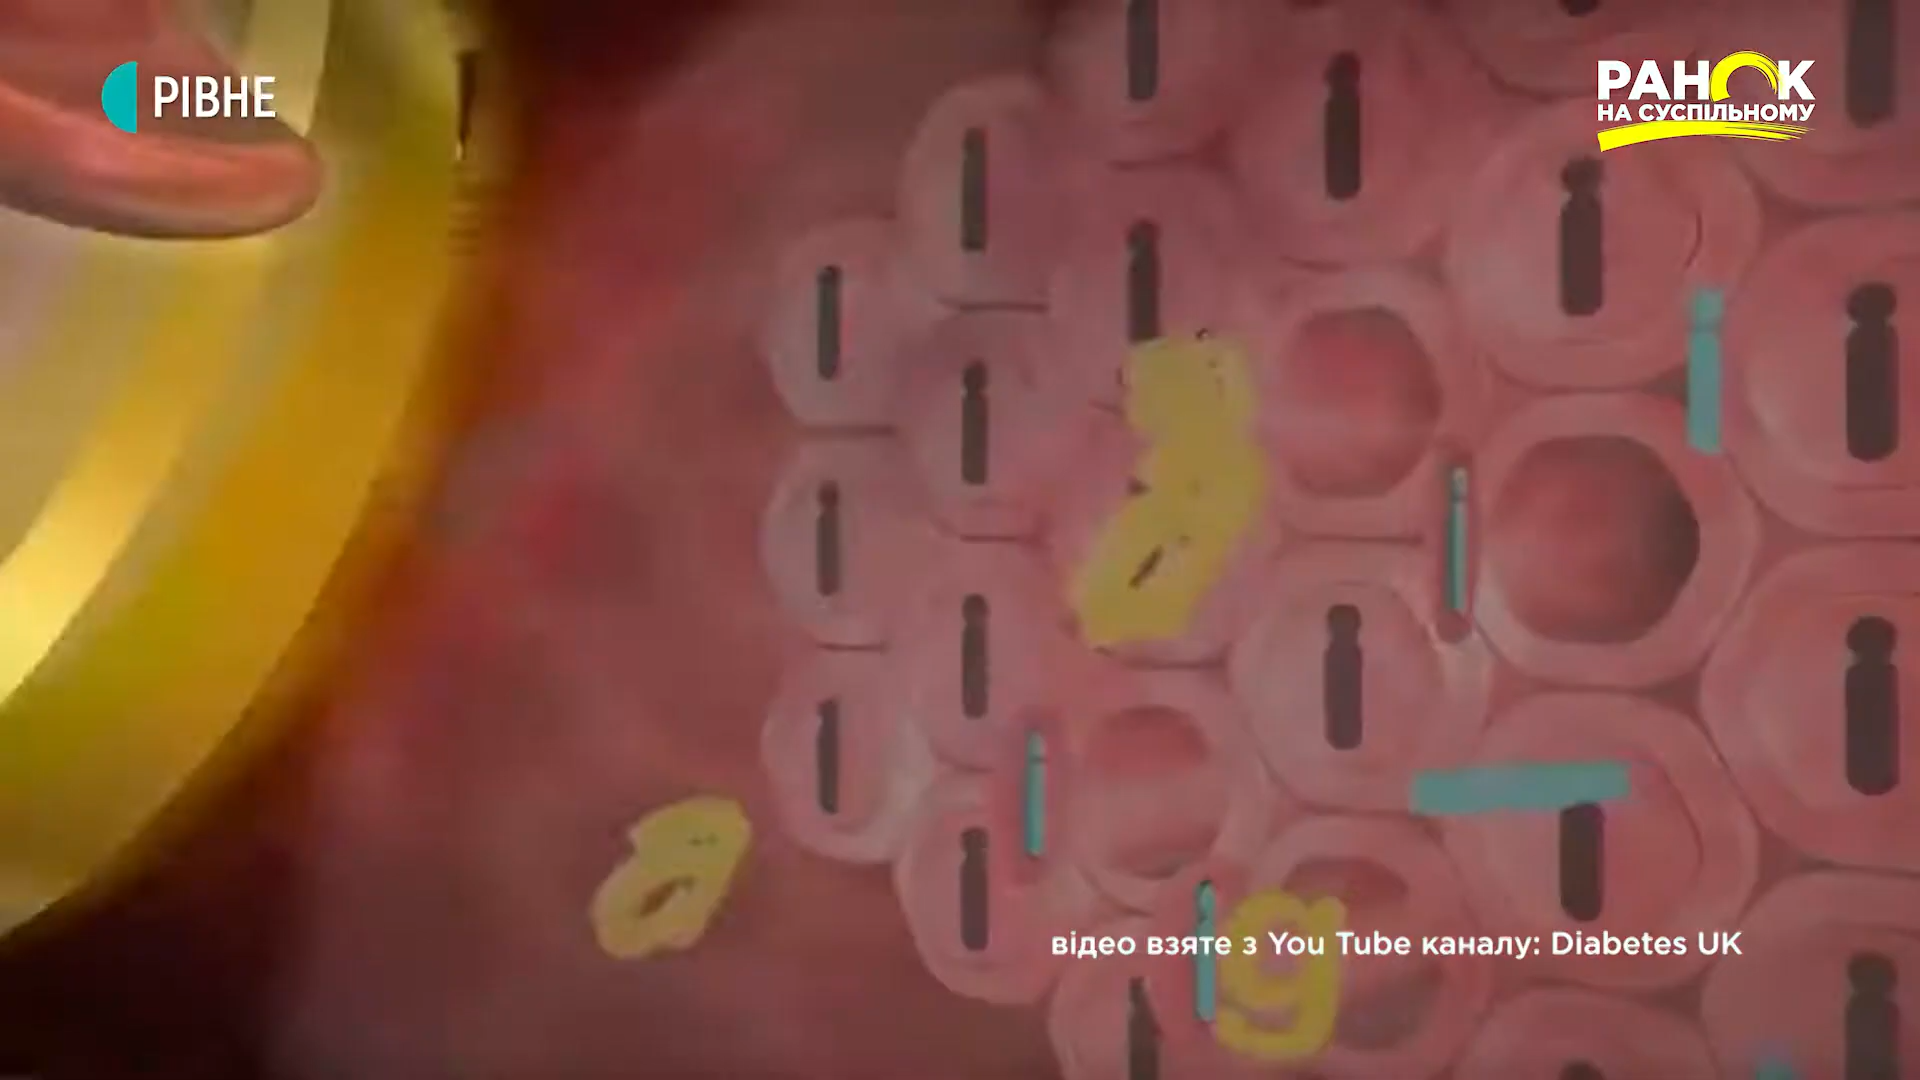 РІВНЕ
РАНОК
НА СУСПІЛЬНОМУ
g
відео взяте з You Tube каналу: Diabetes UK